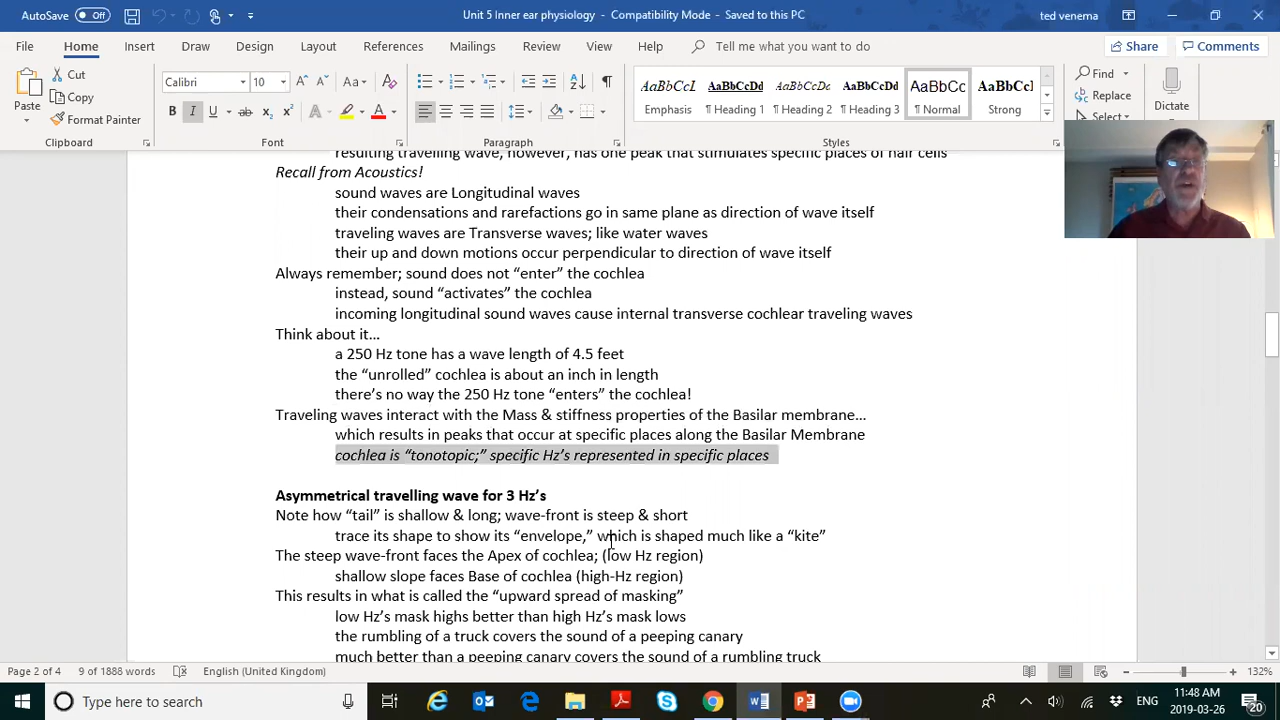 AutoSave Off
Unit 5 Inner ear physiology - Compatibility Mode - Saved to this PC
ted venema
File Home Insert Draw Design Layout References Mailings Review View Help Tell me what you want to do
Share Comments
Paste
Cut
Copy
Format Painter
Clipboard
Calibri 10
Font
Paragraph
AaBbCcL AaBbCcDd AaBbCcDd AaBbCcDd AaBbCc AaBbCcI
Emphasis ¶ Heading 1 ¶ Heading 2 ¶ Heading 3 ¶ Normal Strong
Styles
Find
Replace
Select
Dictate
resulting travelling wave, however, has one peak that stimulates specific places of hair cells
Recall from Acoustics!
sound waves are Longitudinal waves
their condensations and rarefactions go in same plane as direction of wave itself
traveling waves are Transverse waves; like water waves
their up and down motions occur perpendicular to direction of wave itself
Always remember; sound does not “enter” the cochlea
instead, sound “activates” the cochlea
incoming longitudinal sound waves cause internal transverse cochlear traveling waves
Think about it…
a 250 Hz tone has a wave length of 4.5 feet
the “unrolled” cochlea is about an inch in length
there’s no way the 250 Hz tone “enters” the cochlea!
Traveling waves interact with the Mass & stiffness properties of the Basilar membrane…
which results in peaks that occur at specific places along the Basilar Membrane
cochlea is “tonotopic;” specific Hz’s represented in specific places
Asymmetrical travelling wave for 3 Hz’s
Note how “tail” is shallow & long; wave-front is steep & short
trace its shape to show its “envelope,” which is shaped much like a “kite”
The steep wave-front faces the Apex of cochlea; (low Hz region)
shallow slope faces Base of cochlea (high-Hz region)
This results in what is called the “upward spread of masking”
low Hz’s mask highs better than high Hz’s mask lows
the rumbling of a truck covers the sound of a peeping canary
much better than a peeping canary covers the sound of a rumbling truck
Page 2 of 4 9 of 1888 words English (United Kingdom) 132%
Type here to search
ENG
11:48 AM
2019-03-26
20